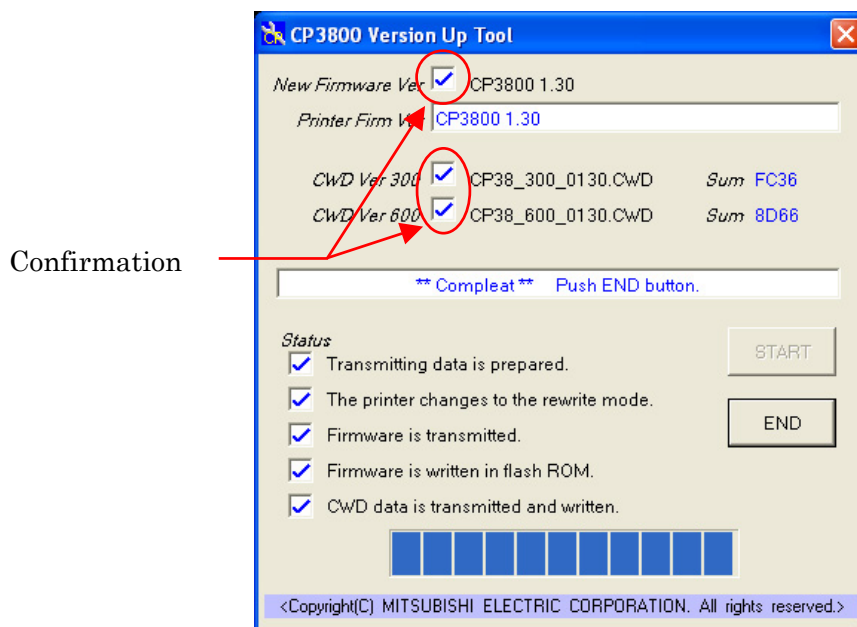 CP3800 Version Up Tool
New Firmware Ver CP3800 1.30
Printer Firm Ver CP3800 1.30
CWD Ver 300 CP38_300_0130.CWD Sum FC36
CWD Ver 600 CP38_600_0130.CWD Sum 8D66
Confirmation
** Compleat ** Push END button.
Status
START
Transmitting data is prepared.
The printer changes to the rewrite mode.
END
Firmware is transmitted.
Firmware is written in flash ROM.
CWD data is transmitted and written.
<Copyright(C) MITSUBISHI ELECTRIC CORPORATION. All rights reserved.>